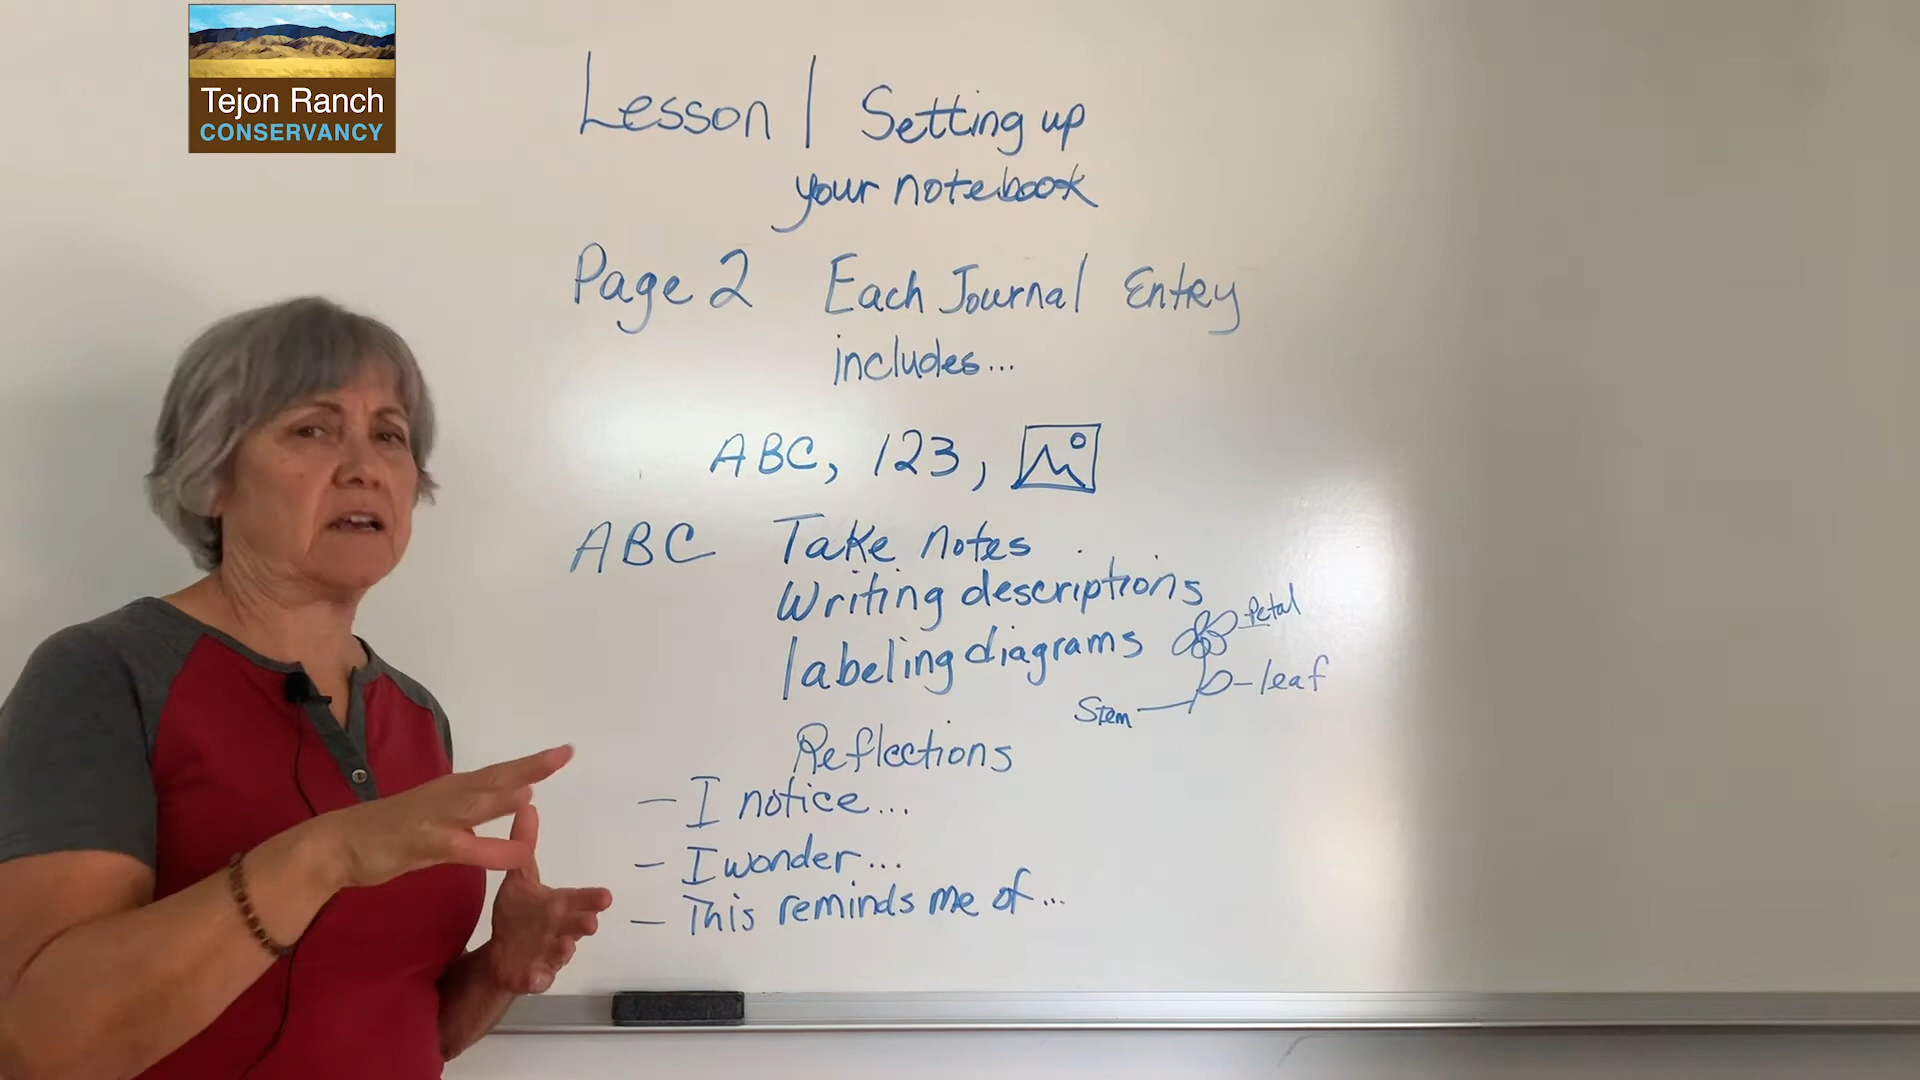 Tejon Ranch
CONSERVANCY
Lesson 1 Setting up
your notebook
Page 2 Each Journal Entry
includes...
ABC, 123,
ABC Take notes
Writing descriptions
labeling diagrams
petal
leaf
Stem
Reflections
- I notice...
- I wonder...
- This reminds me of...